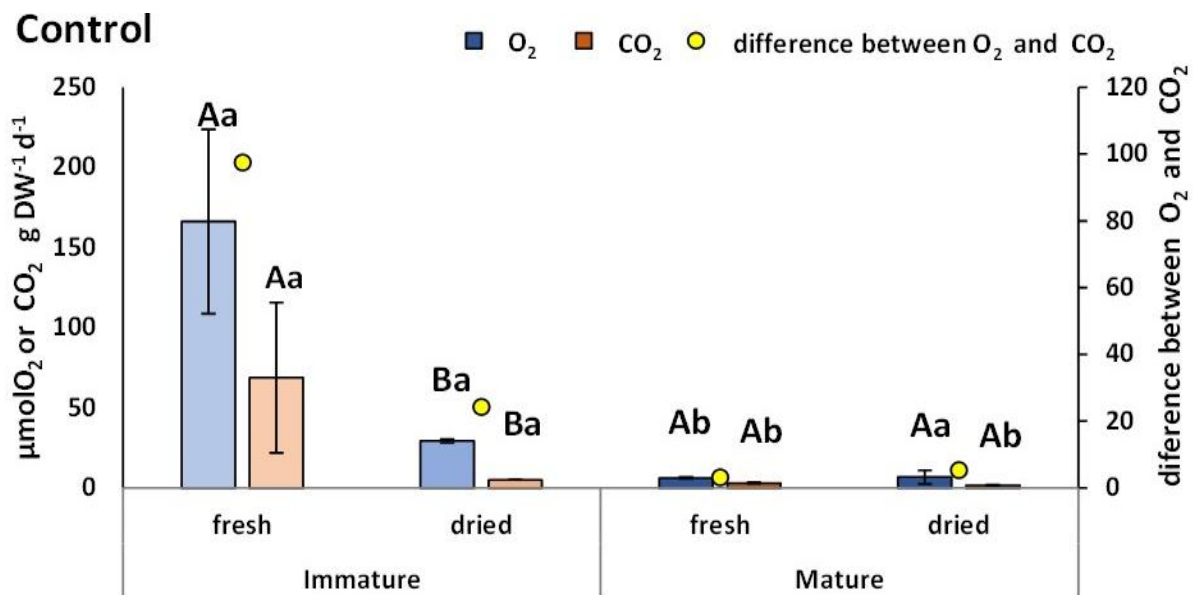 Control
O₂ CO₂ difference between O₂ and CO₂
250
200
150
100
50
0
µmolO₂ or CO₂ g DW⁻¹ d⁻¹
Aa
Aa
Ba
Ba
Ab
Ab
Aa
Ab
120
100
80
60
40
20
0
diference between O₂ and CO₂
fresh dried fresh dried
Immature Mature